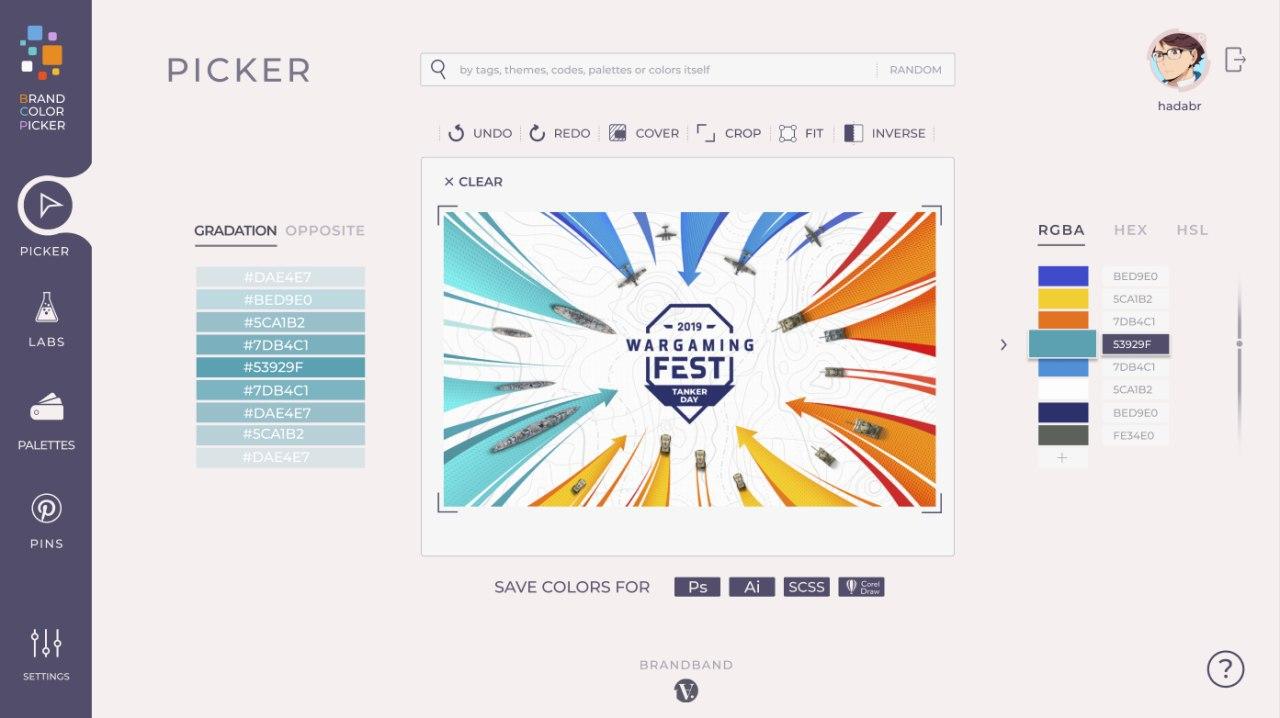 BRAND
COLOR
PICKER
PICKER
LABS
PALETTES
PINS
SETTINGS
PICKER
by tags, themes, codes, palettes or colors itself
RANDOM
hadabr
UNDO
REDO
COVER
CROP
FIT
INVERSE
× CLEAR
2019
WARGAMING
FEST
TANKER
DAY
GRADATION
OPPOSITE
#DAE4E7
#BED9E0
#5CA1B2
#7DB4C1
#53929F
#7DB4C1
#DAE4E7
#5CA1B2
#DAE4E7
RGBA
HEX
HSL
BED9E0
5CA1B2
7DB4C1
53929F
7DB4C1
5CA1B2
BED9E0
FE34E0
+
SAVE COLORS FOR
Ps
Ai
SCSS
Corel
Draw
BRANDBAND
V.
?